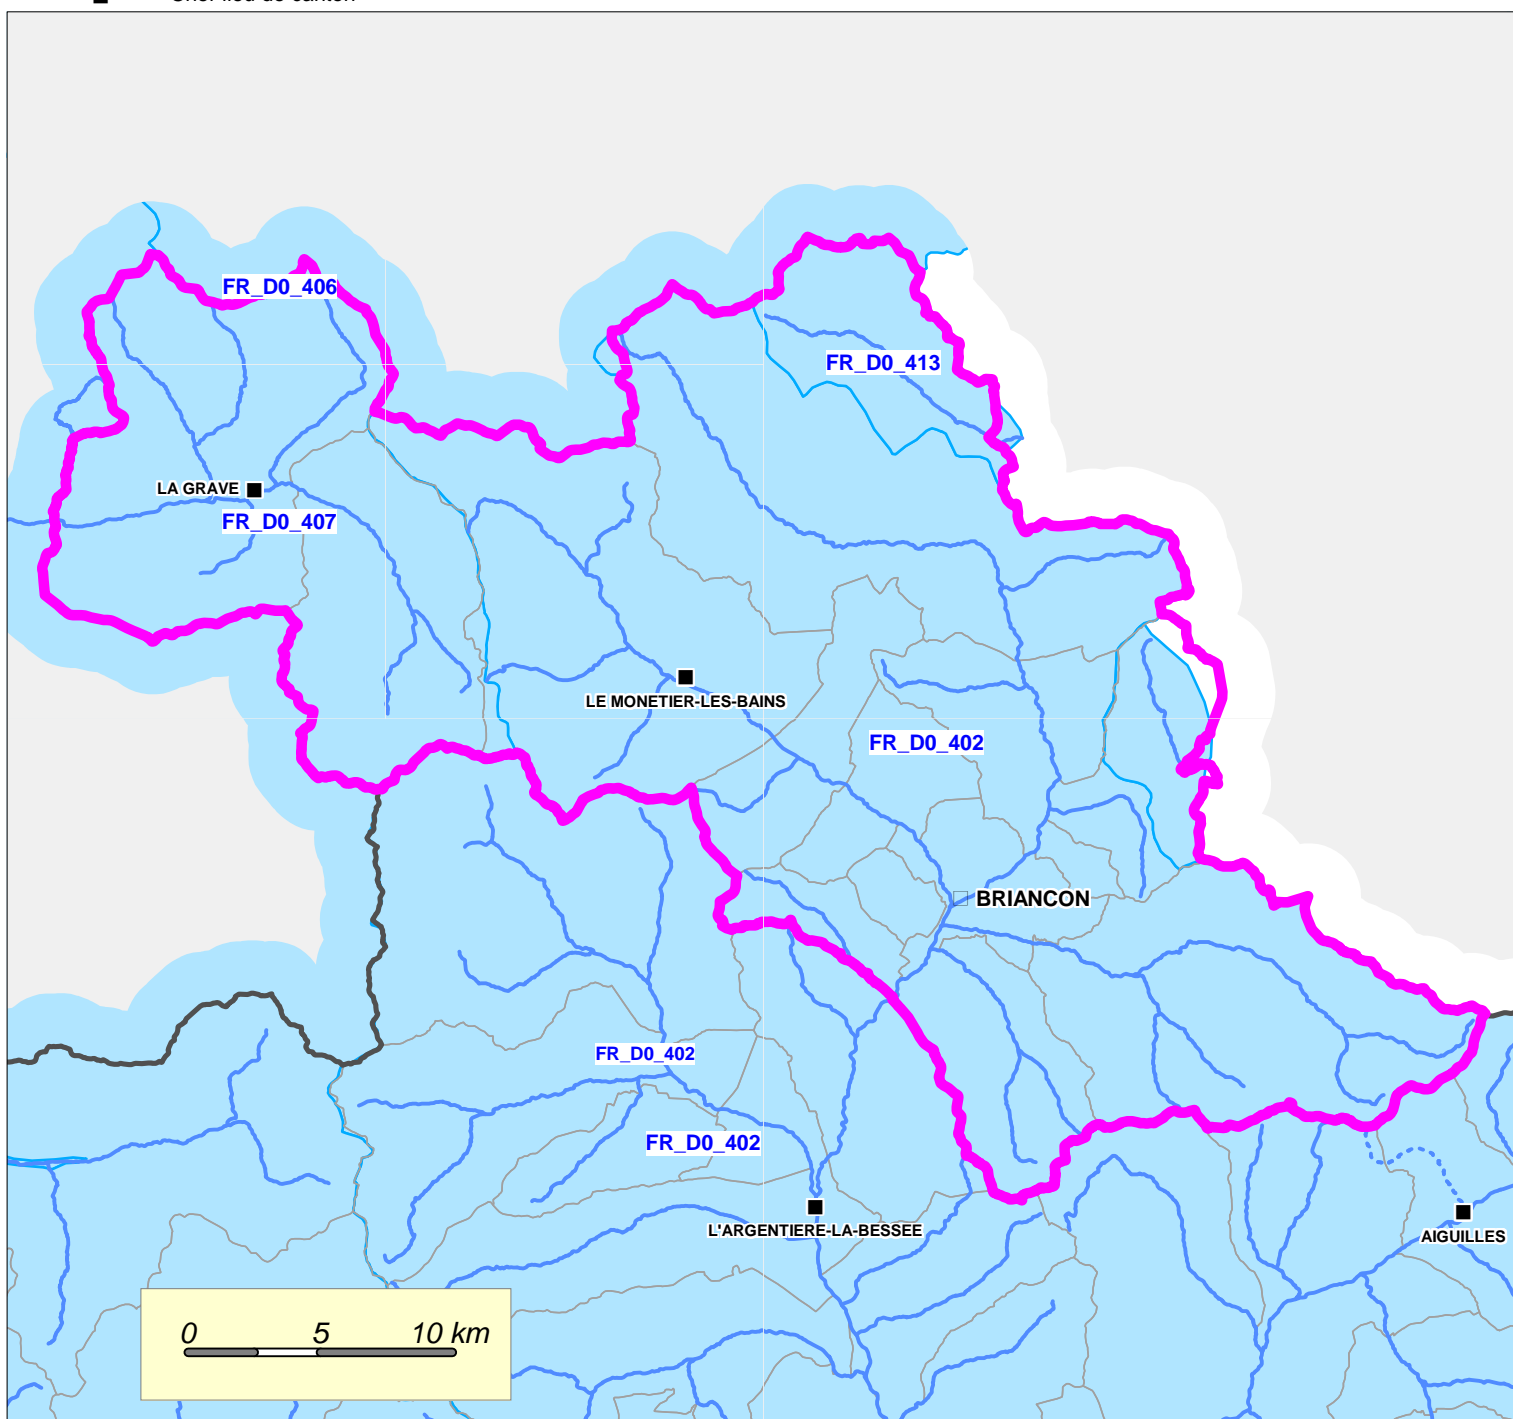 FR_D0_406
FR_D0_413
LA GRAVE
FR_D0_407
LE MONETIER-LES-BAINS
FR_D0_402
BRIANCON
FR_D0_402
FR_D0_402
L'ARGENTIERE-LA-BESSEE
AIGUILLES
0 5 10 km